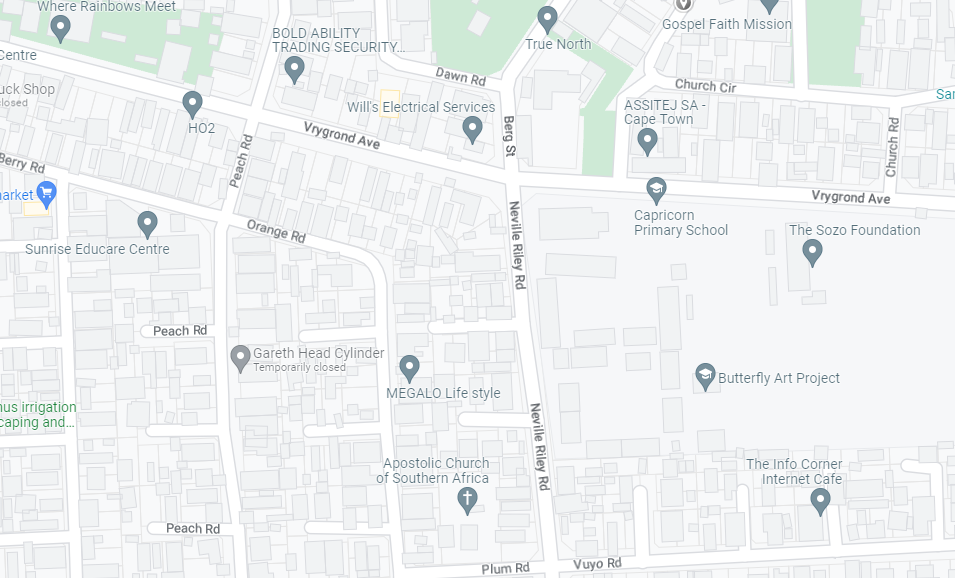 Where Rainbows Meet
Gospel Faith Mission
BOLD ABILITY
TRADING SECURITY...
True North
Centre
Dawn Rd
Church Cir
uck Shop
closed
Will's Electrical Services
ASSITEJ SA -
Cape Town
HO2
Vrygrond Ave
Berg St
Church Rd
Peach Rd
Berry Rd
market
Vrygrond Ave
Capricorn
Primary School
Orange Rd
Neville Riley Rd
The Sozo Foundation
Sunrise Educare Centre
Peach Rd
Gareth Head Cylinder
Temporarily closed
MEGALO Life style
Butterfly Art Project
nus irrigation
caping and...
Neville Riley Rd
Apostolic Church
of Southern Africa
The Info Corner
Internet Cafe
Peach Rd
Plum Rd
Vuyo Rd